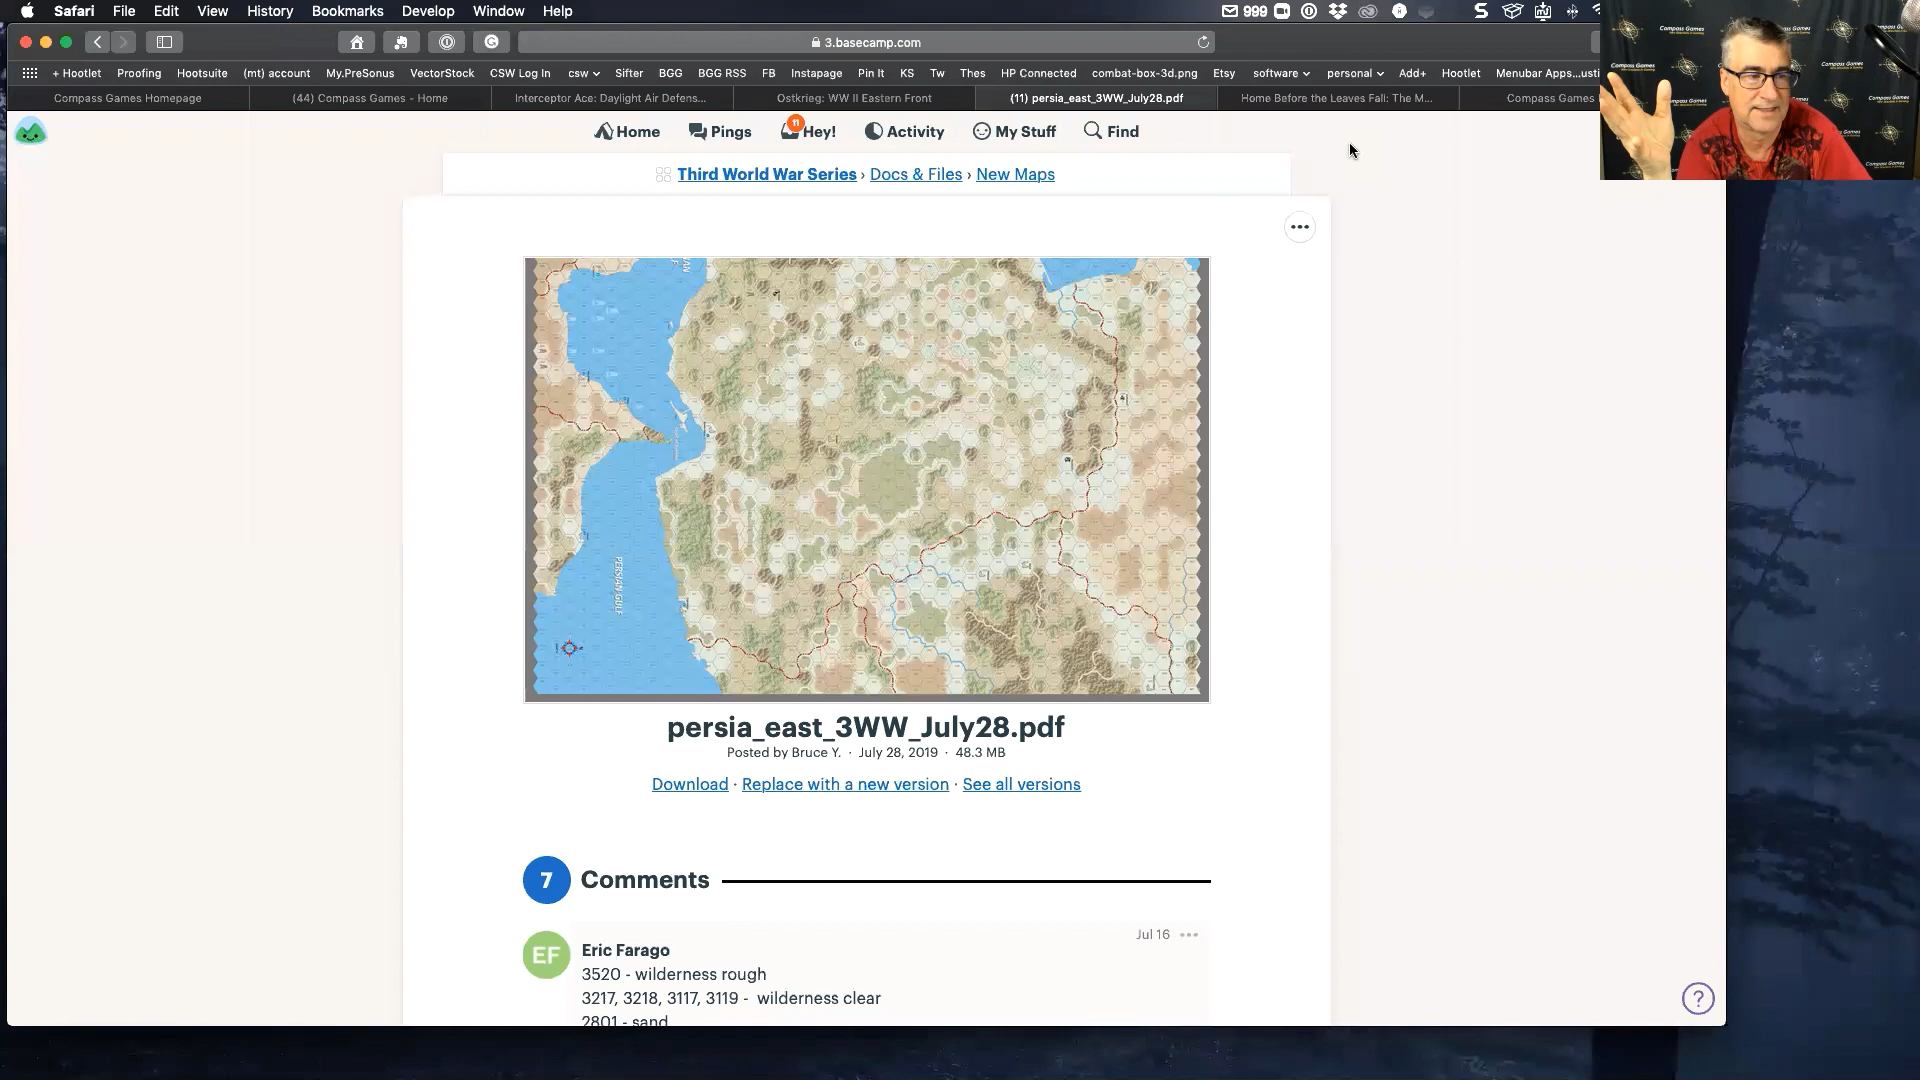 Safari File Edit View History Bookmarks Develop Window Help 999
3.basecamp.com
+ Hootlet Proofing Hootsuite (mt) account My.PreSonus VectorStock CSW Log In csw Sifter BGG BGG RSS FB Instapage Pin It KS Tw Thes HP Connected combat-box-3d.png Etsy software personal Add+ Hootlet Menubar Apps...usti
Compass Games Homepage (44) Compass Games - Home Interceptor Ace: Daylight Air Defens... Ostkrieg: WW II Eastern Front (11) persia_east_3WW_July28.pdf Home Before the Leaves Fall: The M... Compass Games
Home Pings 11 Hey! Activity My Stuff Find
Third World War Series › Docs & Files › New Maps
PERSIAN GULF
persia_east_3WW_July28.pdf
Posted by Bruce Y. · July 28, 2019 · 48.3 MB
Download · Replace with a new version · See all versions
7 Comments
Jul 16
EF Eric Farago
3520 - wilderness rough
3217, 3218, 3117, 3119 - wilderness clear
2801 - sand
?
Compass Games